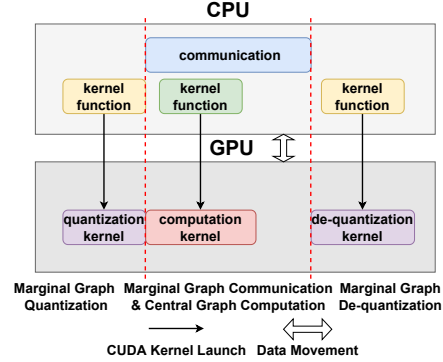 CPU
communication
kernel function
kernel function
kernel function
GPU
quantization kernel
computation kernel
de-quantization kernel
Marginal Graph Quantization
Marginal Graph Communication & Central Graph Computation
Marginal Graph De-quantization
CUDA Kernel Launch
Data Movement